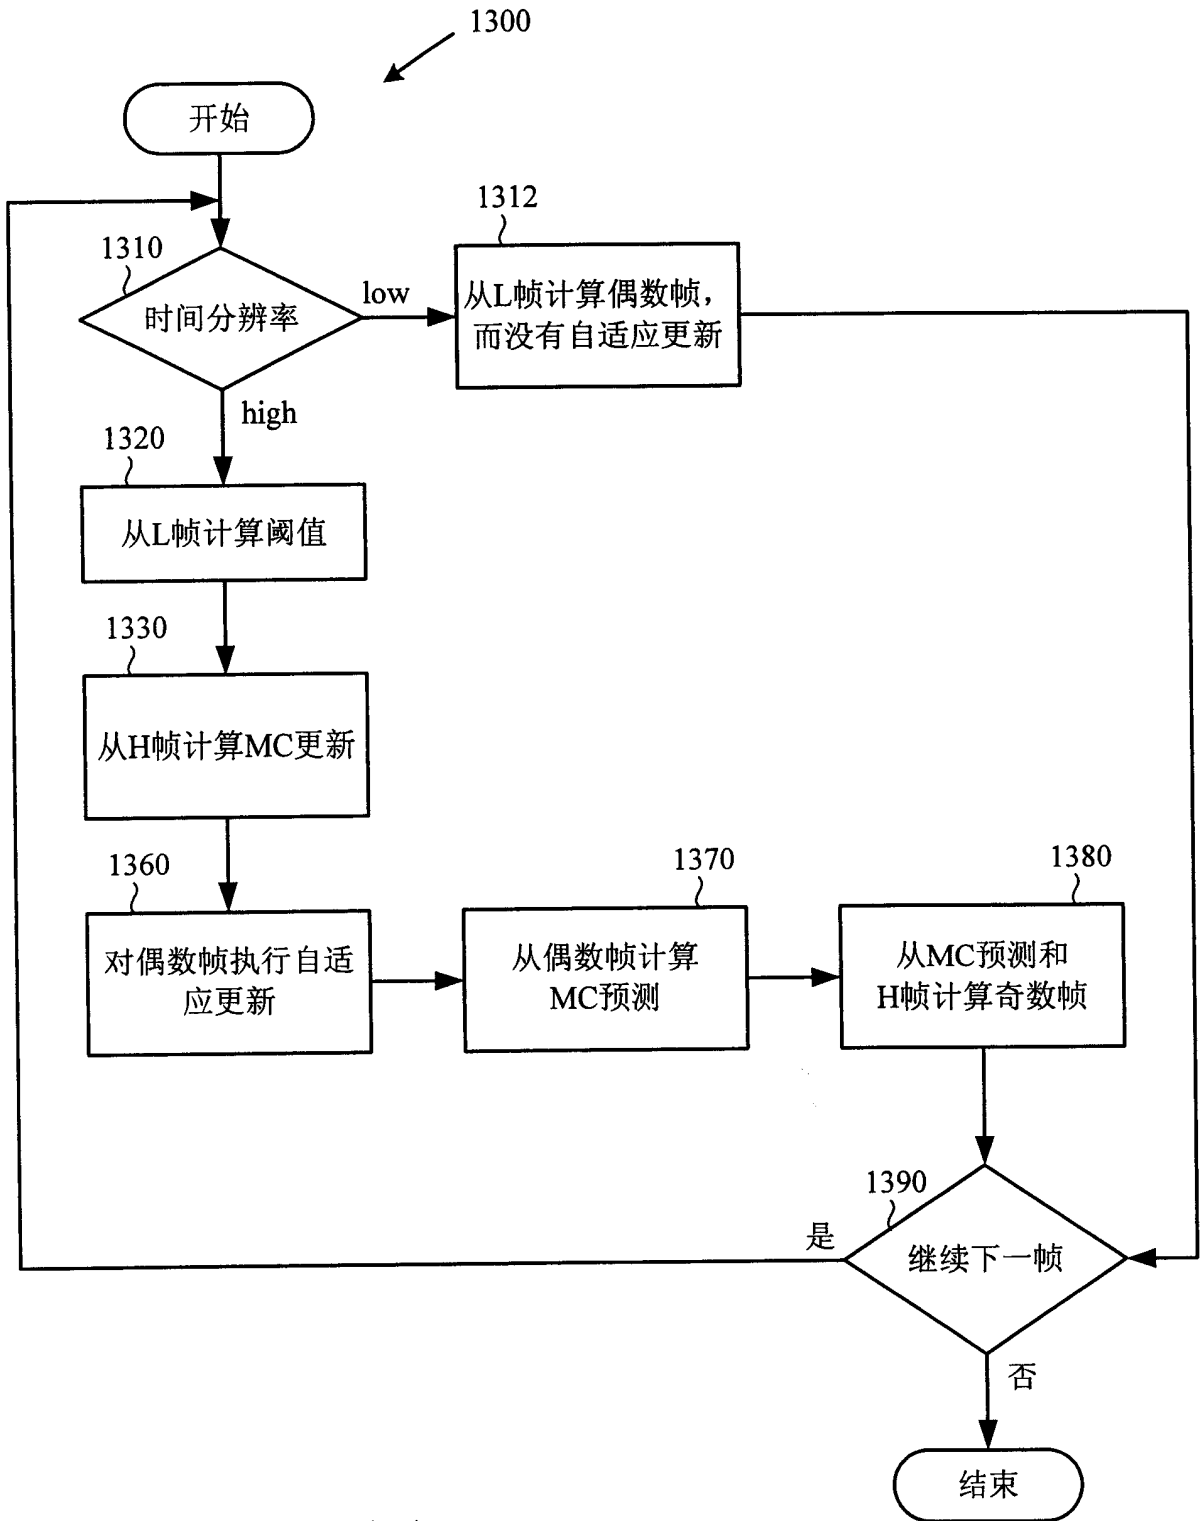 1300
开始
1312
1310
low
时间分辨率
从L帧计算偶数帧，
而没有自适应更新
high
1320
从L帧计算阈值
1330
从H帧计算MC更新
1360
1370
1380
对偶数帧执行自适
应更新
从偶数帧计算
MC预测
从MC预测和
H帧计算奇数帧
1390
是
继续下一帧
否
结束